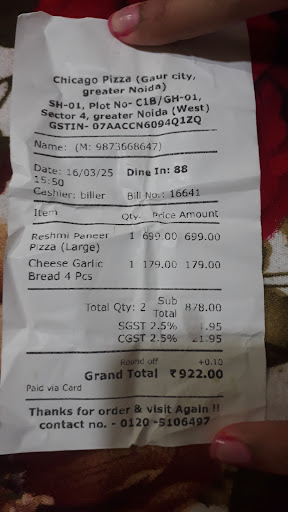 Chicago Pizza (Gaur city,
greater Noida)
SH-01, Plot No- C1B/GH-01,
Sector 4, greater Noida (West)
GSTIN- 07AACCN6094Q1ZQ
Name: (M: 9873668647)
Date: 16/03/25 Dine In: 88
15:50
Cashier: biller Bill No.: 16641
Item Qty. Price Amount
Reshmi Paneer 1 699.00 699.00
Pizza (Large)
Cheese Garlic 1 179.00 179.00
Bread 4 Pcs
Total Qty: 2 Sub Total 878.00
SGST 2.5% 1.95
CGST 2.5% 21.95
Round off +0.10
Grand Total ₹922.00
Paid via Card
Thanks for order & visit Again !!
contact no. - 0120 -5106497